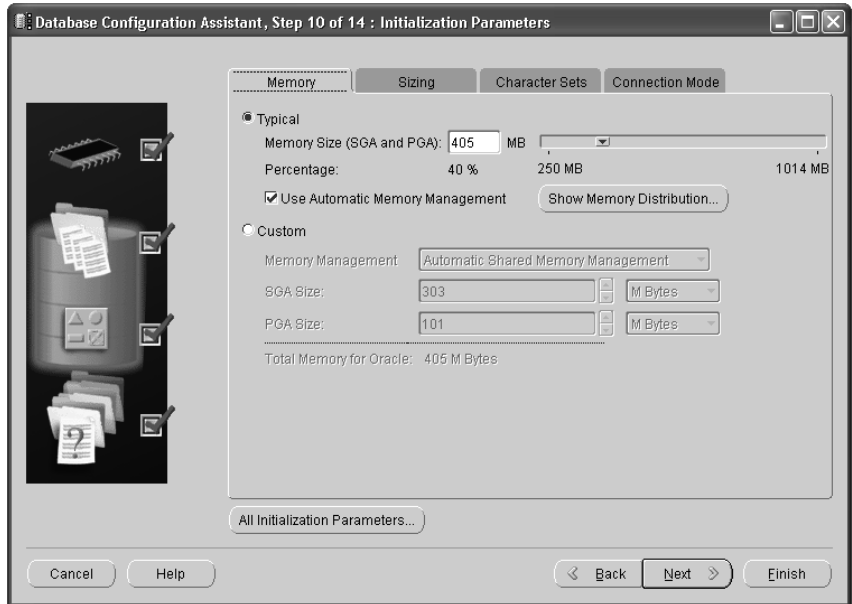 Database Configuration Assistant, Step 10 of 14 : Initialization Parameters
Memory Sizing Character Sets Connection Mode
Typical
Memory Size (SGA and PGA): 405 MB
Percentage: 40 % 250 MB 1014 MB
Use Automatic Memory Management Show Memory Distribution...
Custom
Memory Management Automatic Shared Memory Management
SGA Size: 303 M Bytes
PGA Size: 101 M Bytes
Total Memory for Oracle: 405 M Bytes
?
All Initialization Parameters...
Cancel Help Back Next Finish